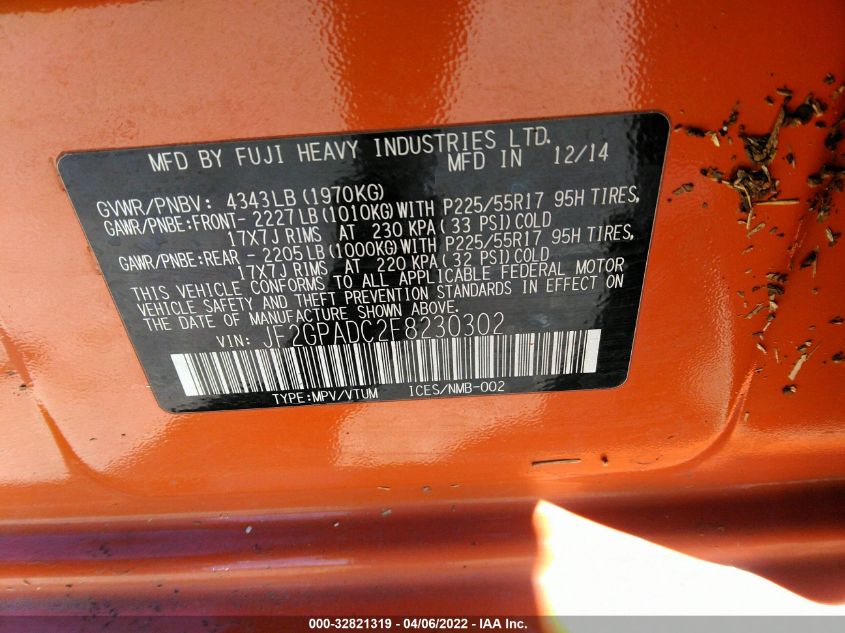 MFD BY FUJI HEAVY INDUSTRIES LTD.
MFD IN 12/14
GVWR/PNBV: 4343LB(1970KG)
GAWR/PNBE:FRONT- 2227LB(1010KG)WITH P225/55R17 95H TIRES,
17X7J RIMS AT 230 KPA(33 PSI)COLD
GAWR/PNBE:REAR - 2205LB(1000KG)WITH P225/55R17 95H TIRES,
17X7J RIMS AT 220 KPA(32 PSI)COLD
THIS VEHICLE CONFORMS TO ALL APPLICABLE FEDERAL MOTOR
VEHICLE SAFETY AND THEFT PREVENTION STANDARDS IN EFFECT ON
THE DATE OF MANUFACTURE SHOWN ABOVE.
VIN: JF2GPADC2F8230302
TYPE:MPV/VTUM ICES/NMB-002
000-32821319 - 04/06/2022 - IAA Inc.